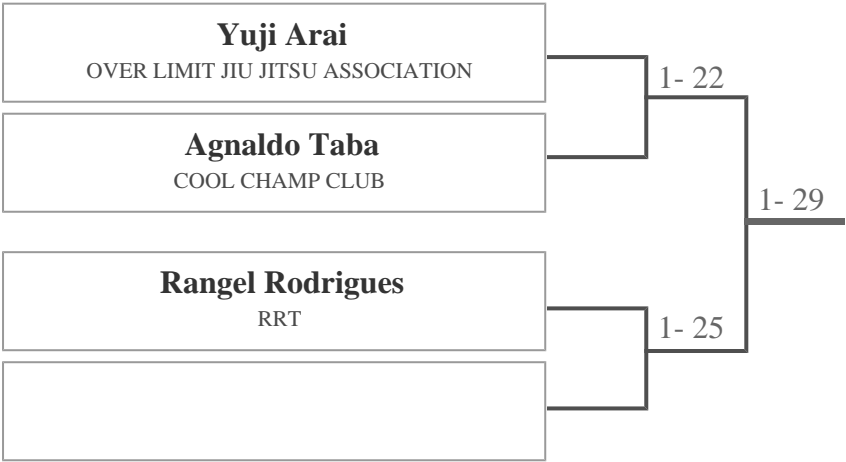 Yuji Arai
OVER LIMIT JIU JITSU ASSOCIATION
1- 22
Agnaldo Taba
COOL CHAMP CLUB
1- 29
Rangel Rodrigues
RRT
1- 25